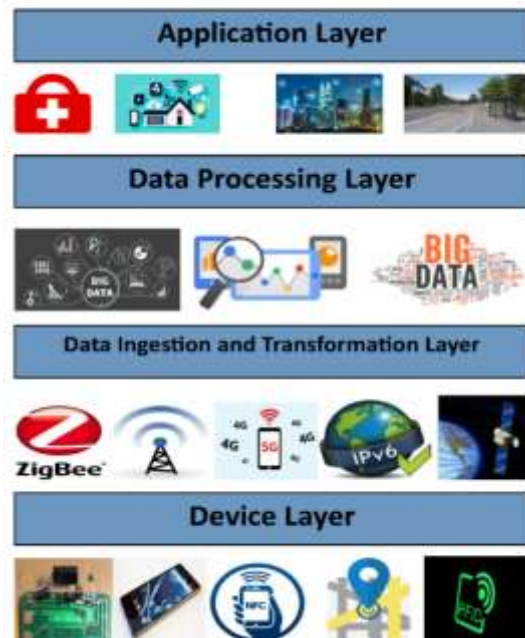 Application Layer
Data Processing Layer
BIG
DATA
BIG
DATA
Data Ingestion and Transformation Layer
ZigBee
4G
4G
5G
4G
4G
IPv6
Device Layer
NFC
RFID